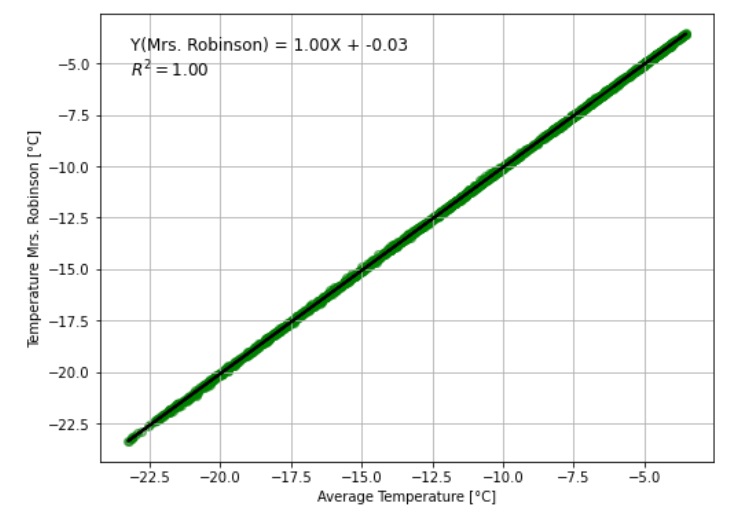 Y(Mrs. Robinson) = 1.00X + -0.03
R² = 1.00
−5.0
−7.5
−10.0
−12.5
−15.0
−17.5
−20.0
−22.5
Temperature Mrs. Robinson [°C]
−22.5 −20.0 −17.5 −15.0 −12.5 −10.0 −7.5 −5.0
Average Temperature [°C]